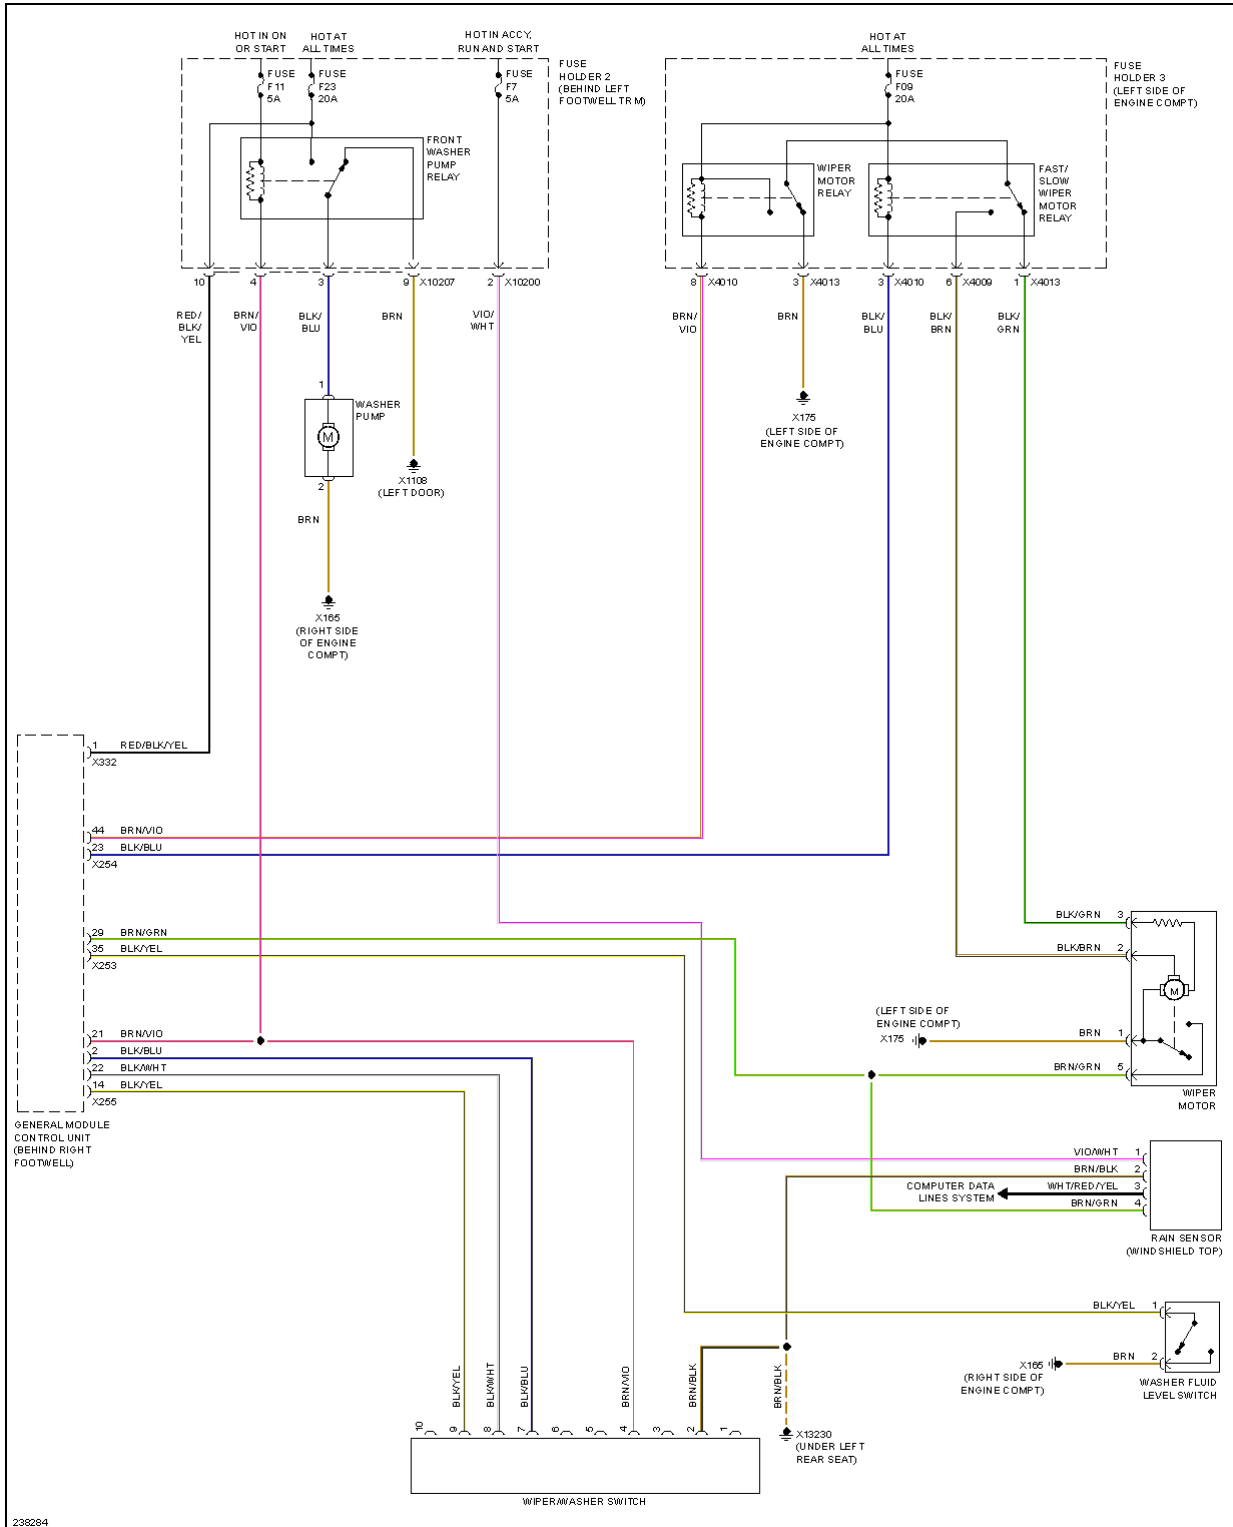 HOT IN ON
OR START
HOT AT
ALL TIMES
HOT IN ACCY,
RUN AND START
HOT AT
ALL TIMES
FUSE
F11
5A
FUSE
F23
20A
FUSE
F7
5A
FUSE
HOLDER 2
(BEHIND LEFT
FOOTWELL TRM)
FUSE
F09
20A
FUSE
HOLDER 3
(LEFT SIDE OF
ENGINE COMPT)
FRONT
WASHER
PUMP
RELAY
WIPER
MOTOR
RELAY
FAST/
SLOW
WIPER
MOTOR
RELAY
10
4
3
9
X10207
2
X10200
8
X4010
3
X4013
3
X4010
6
X4009
1
X4013
RED/
BLK/
YEL
BRN/
VIO
BLK/
BLU
BRN
VIO/
WHT
BRN/
VIO
BRN
BLK/
BLU
BLK/
BRN
BLK/
GRN
1
WASHER
PUMP
M
2
X1108
(LEFT DOOR)
BRN
X175
(LEFT SIDE OF
ENGINE COMPT)
X165
(RIGHT SIDE
OF ENGINE
COMPT)
1
RED/BLK/YEL
X332
44
BRN/VIO
23
BLK/BLU
X254
29
BRN/GRN
35
BLK/YEL
X253
21
BRN/VIO
2
BLK/BLU
22
BLK/WHT
14
BLK/YEL
X255
GENERAL MODULE
CONTROL UNIT
(BEHIND RIGHT
FOOTWELL)
BLK/GRN
3
BLK/BRN
2
M
(LEFT SIDE OF
ENGINE COMPT)
X175
BRN
1
BRN/GRN
5
WIPER
MOTOR
VIO/WHT
1
BRN/BLK
2
COMPUTER DATA
LINES SYSTEM
WHT/RED/YEL
3
BRN/GRN
4
RAIN SENSOR
(WINDSHIELD TOP)
BLK/YEL
1
BRN
2
X165
(RIGHT SIDE OF
ENGINE COMPT)
WASHER FLUID
LEVEL SWITCH
BLK/YEL
BLK/WHT
BLK/BLU
BRN/VIO
BRN/BLK
BRN/BLK
10
9
8
7
6
5
4
3
2
1
X13230
(UNDER LEFT
REAR SEAT)
WIPER/WASHER SWITCH
238284